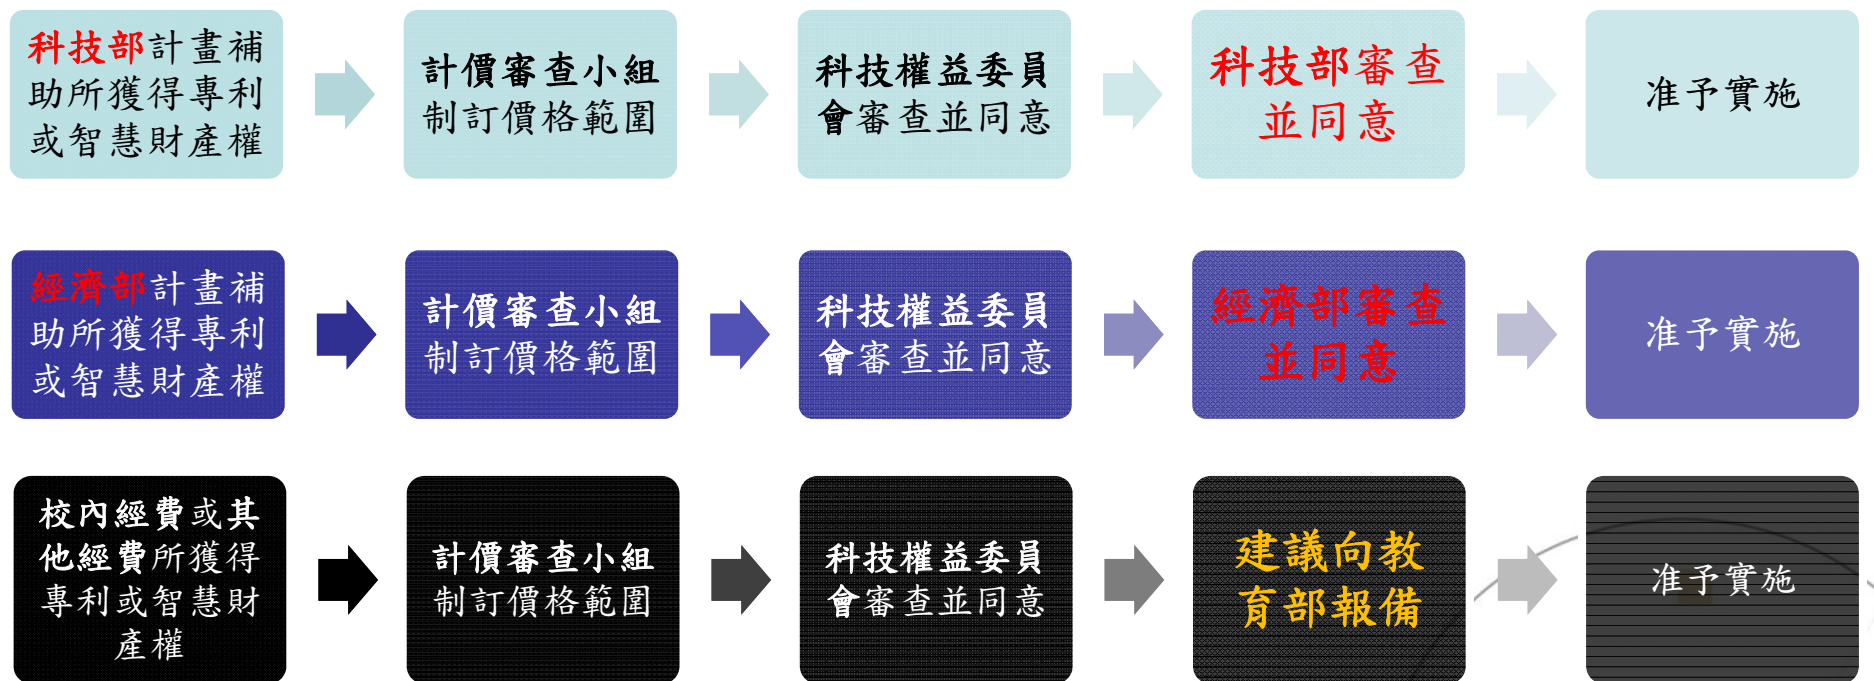 科技部計畫補
助所獲得專利
或智慧財產權
計價審查小組
制訂價格範圍
科技權益委員
會審查並同意
科技部審查
並同意
准予實施
經濟部計畫補
助所獲得專利
或智慧財產權
計價審查小組
制訂價格範圍
科技權益委員
會審查並同意
經濟部審查
並同意
准予實施
校內經費或其
他經費所獲得
專利或智慧財
產權
計價審查小組
制訂價格範圍
科技權益委員
會審查並同意
建議向教
育部報備
准予實施